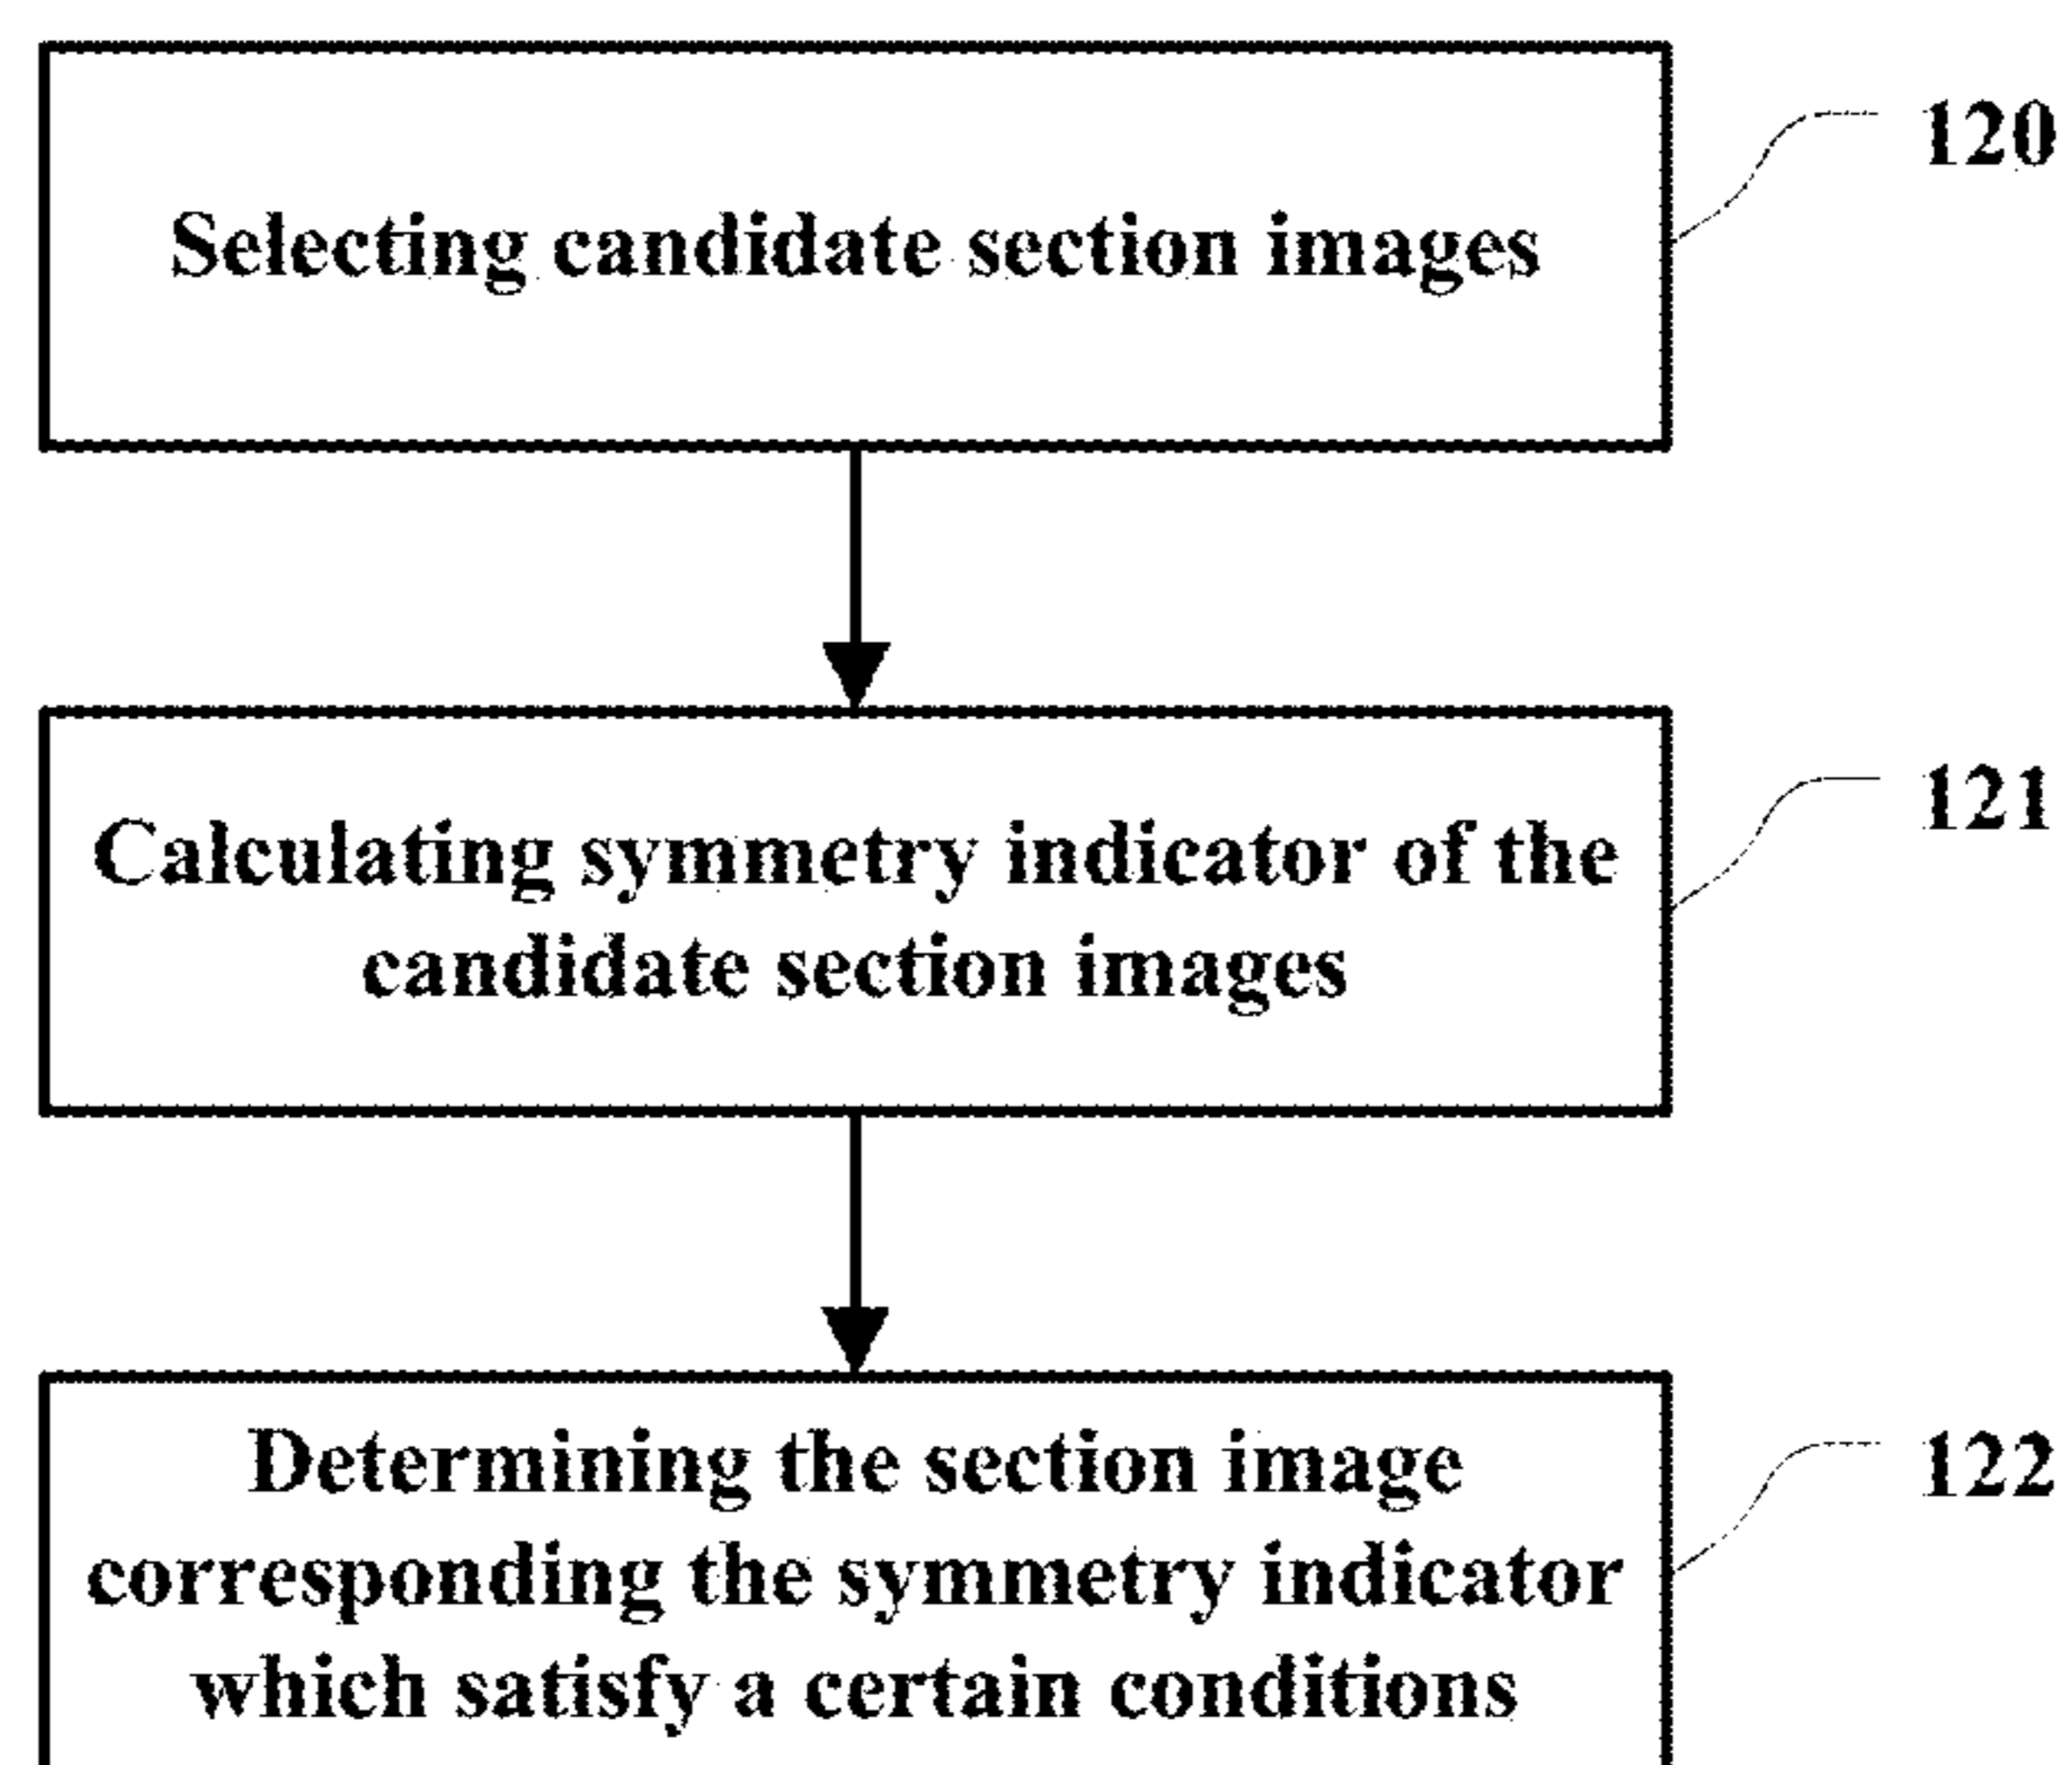 Selecting candidate section images
120
Calculating symmetry indicator of the
candidate section images
121
Determining the section image
corresponding the symmetry indicator
which satisfy a certain conditions
122